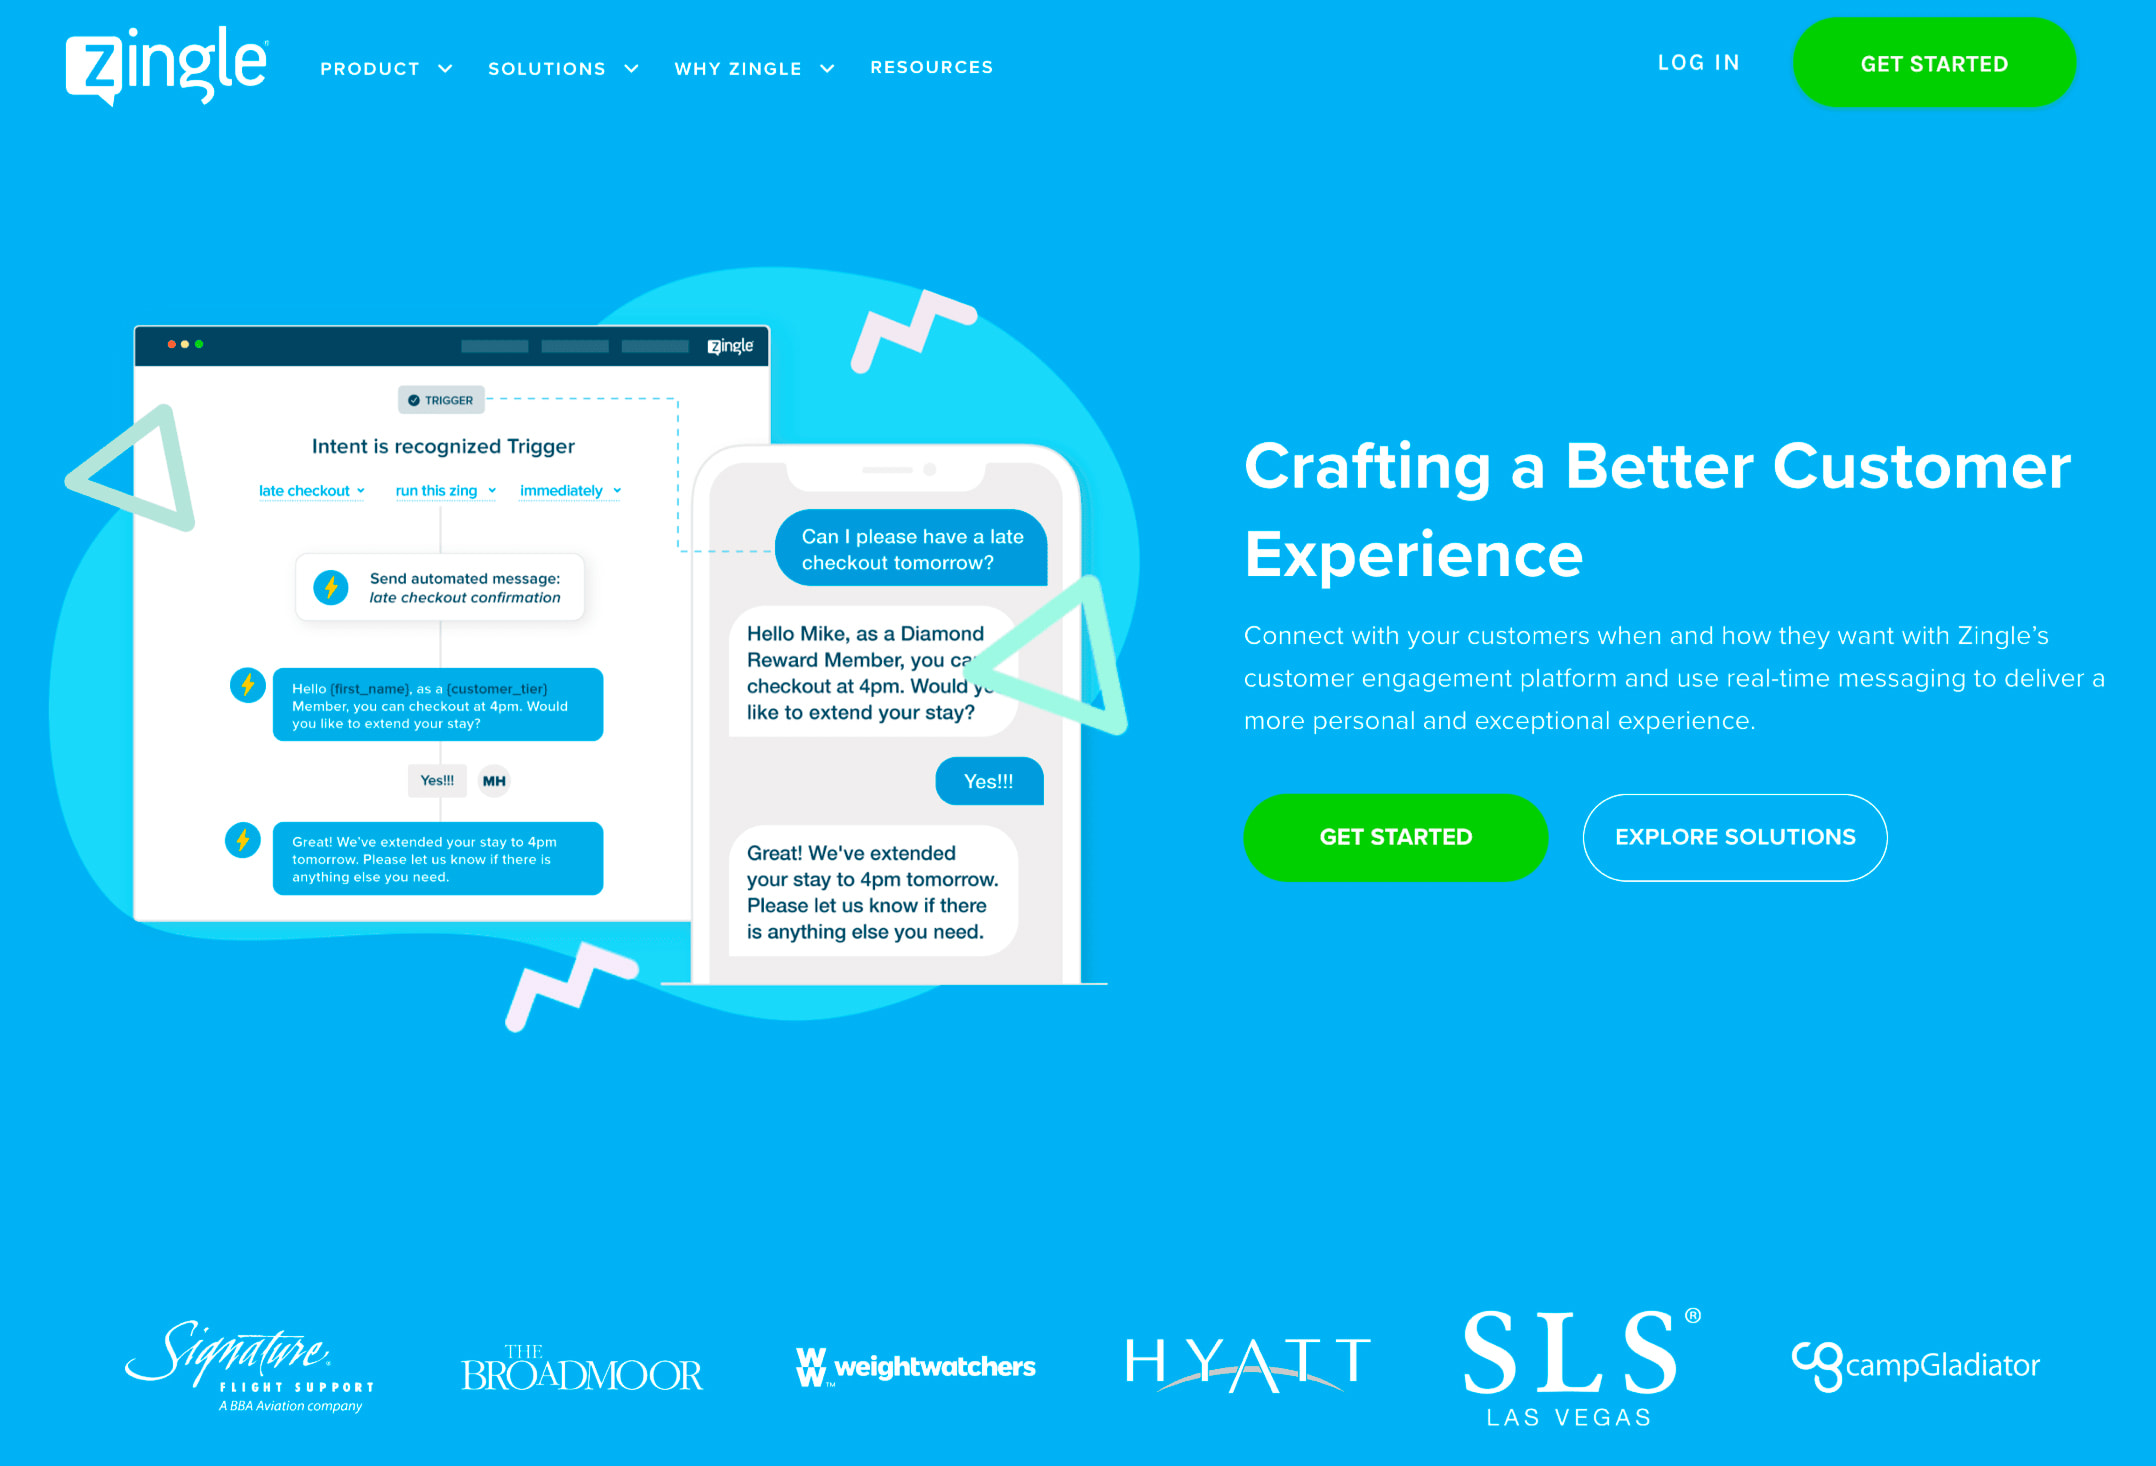 zingle
PRODUCT
SOLUTIONS
WHY ZINGLE
RESOURCES
LOG IN
GET STARTED
zingle
TRIGGER
Intent is recognized Trigger
late checkout
run this zing
immediately
Send automated message:
late checkout confirmation
Hello {first_name}, as a {customer_tier}
Member, you can checkout at 4pm. Would
you like to extend your stay?
Yes!!!
MH
Great! We've extended your stay to 4pm
tomorrow. Please let us know if there is
anything else you need.
Can I please have a late
checkout tomorrow?
Hello Mike, as a Diamond
Reward Member, you
checkout at 4pm. Would
like to extend your stay?
Yes!!!
Great! We've extended
your stay to 4pm tomorrow.
Please let us know if there
is anything else you need.
Crafting a Better Customer
Experience
Connect with your customers when and how they want with Zingle's
customer engagement platform and use real-time messaging to deliver a
more personal and exceptional experience.
GET STARTED
EXPLORE SOLUTIONS
Signature
FLIGHT SUPPORT
A BBA Aviation company
THE
BROADMOOR
WW™ weightwatchers
HYATT
SLS®
LAS VEGAS
cg campGladiator